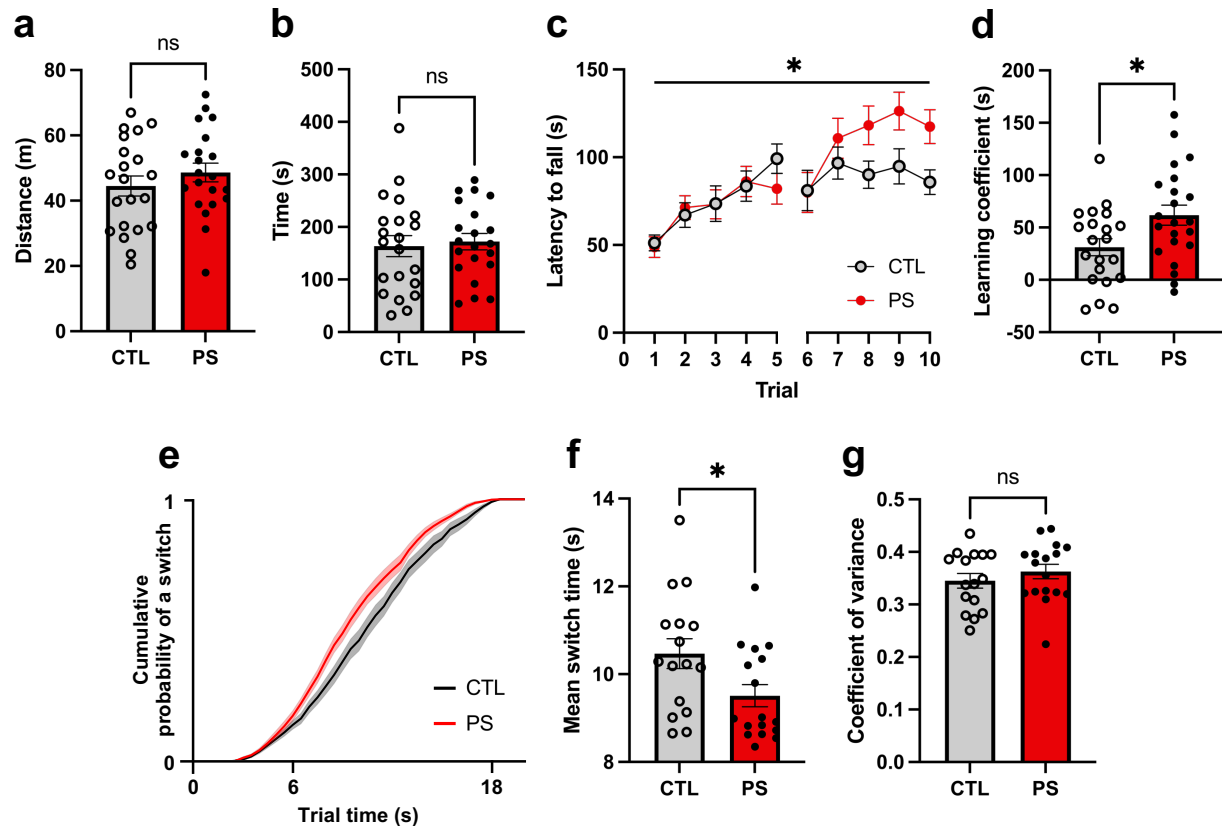 a
ns
Distance (m)
80
60
40
20
0
CTL PS
b
ns
Time (s)
500
400
300
200
100
0
CTL PS
c
*
Latency to fall (s)
150
100
50
0
CTL
PS
0 1 2 3 4 5 6 7 8 9 10
Trial
d
*
Learning coefficient (s)
200
150
100
50
0
-50
CTL PS
e
Cumulative
probability of a switch
1
0
CTL
PS
0 6 18
Trial time (s)
f
*
Mean switch time (s)
14
12
10
8
CTL PS
g
ns
Coefficient of variance
0.5
0.4
0.3
0.2
0.1
0.0
CTL PS